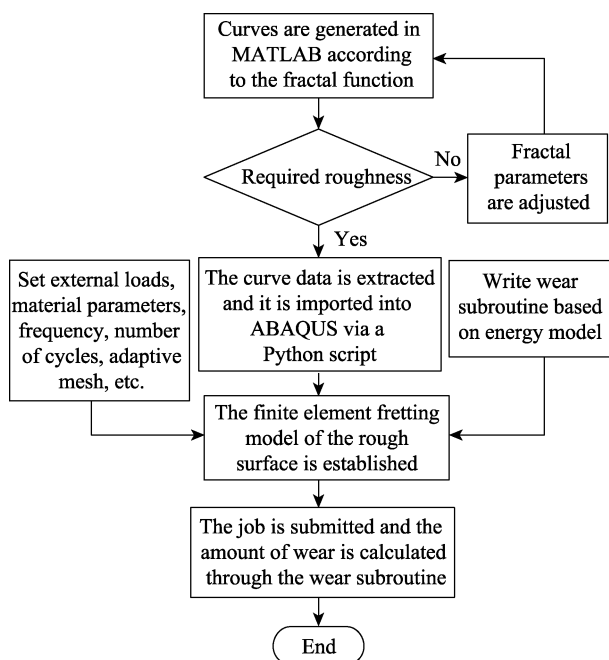 Curves are generated in
MATLAB according
to the fractal function
Required roughness
No
Fractal
parameters
are adjusted
Yes
Set external loads,
material parameters,
frequency, number
of cycles, adaptive
mesh, etc.
The curve data is extracted
and it is imported into
ABAQUS via a
Python script
Write wear
subroutine based
on energy model
The finite element fretting
model of the rough
surface is established
The job is submitted and the
amount of wear is calculated
through the wear subroutine
End